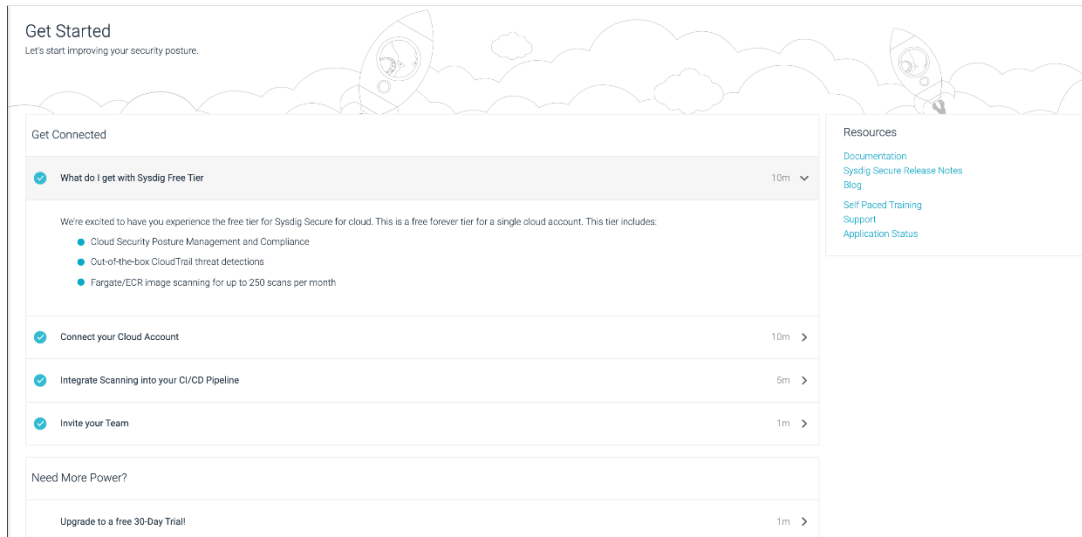 Get Started
Let's start improving your security posture.
Get Connected
What do I get with Sysdig Free Tier 10m
We're excited to have you experience the free tier for Sysdig Secure for cloud. This is a free forever tier for a single cloud account. This tier includes:
Cloud Security Posture Management and Compliance
Out-of-the-box CloudTrail threat detections
Fargate/ECR image scanning for up to 250 scans per month
Connect your Cloud Account 10m
Integrate Scanning into your CI/CD Pipeline 5m
Invite your Team 1m
Need More Power?
Upgrade to a free 30-Day Trial! 1m
Resources
Documentation
Sysdig Secure Release Notes
Blog
Self Paced Training
Support
Application Status